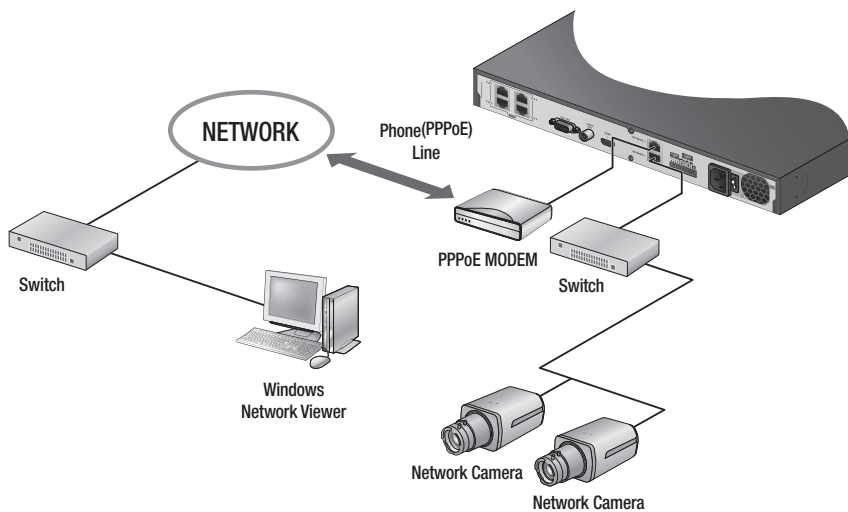 NETWORK
Phone(PPPoE)
Line
PPPoE MODEM
Switch
Switch
Windows
Network Viewer
Network Camera
Network Camera